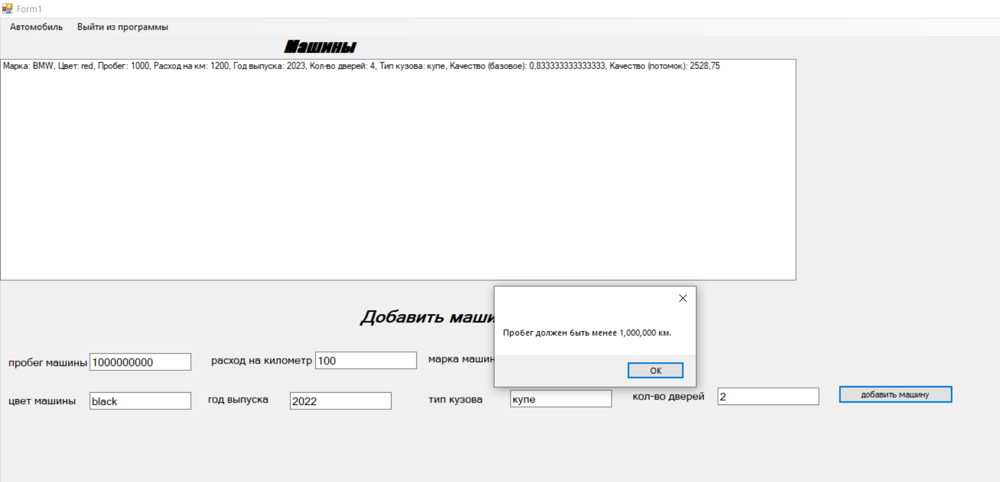 Form1
Автомобиль Выйти из программы
Машины
Марка: BMW, Цвет: red, Пробег: 1000, Расход на км: 1200, Год выпуска: 2023, Кол-во дверей: 4, Тип кузова: купе, Качество (базовое): 0,833333333333333, Качество (потомок): 2528,75
Добавить маши
Пробег должен быть менее 1,000,000 км.
OK
пробег машины 1000000000 расход на километр 100 марка машин
цвет машины black год выпуска 2022 тип кузова купе кол-во дверей 2 добавить машину